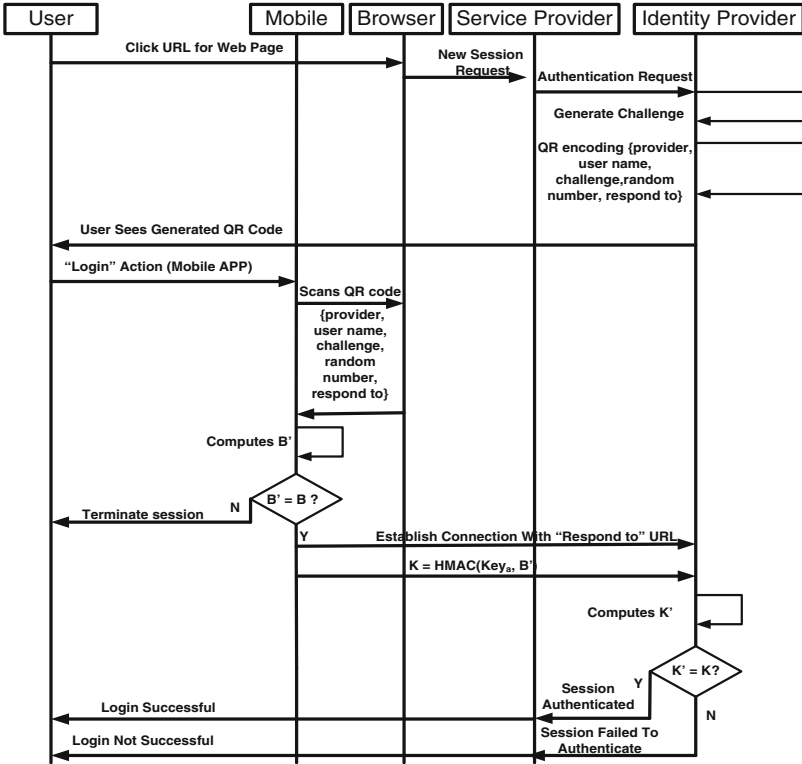 User
Mobile
Browser
Service Provider
Identity Provider
Click URL for Web Page
New Session
Request
Authentication Request
Generate Challenge
QR encoding {provider,
user name,
challenge,random
number, respond to}
User Sees Generated QR Code
“Login” Action (Mobile APP)
Scans QR code
{provider,
user name,
challenge,
random
number,
respond to}
Computes B’
B’ = B ?
N
Terminate session
Y
Establish Connection With “Respond to” URL
K = HMAC(Keyₐ, B’)
Computes K’
K’ = K?
Y
Session
Authenticated
Login Successful
N
Session Failed To
Authenticate
Login Not Successful